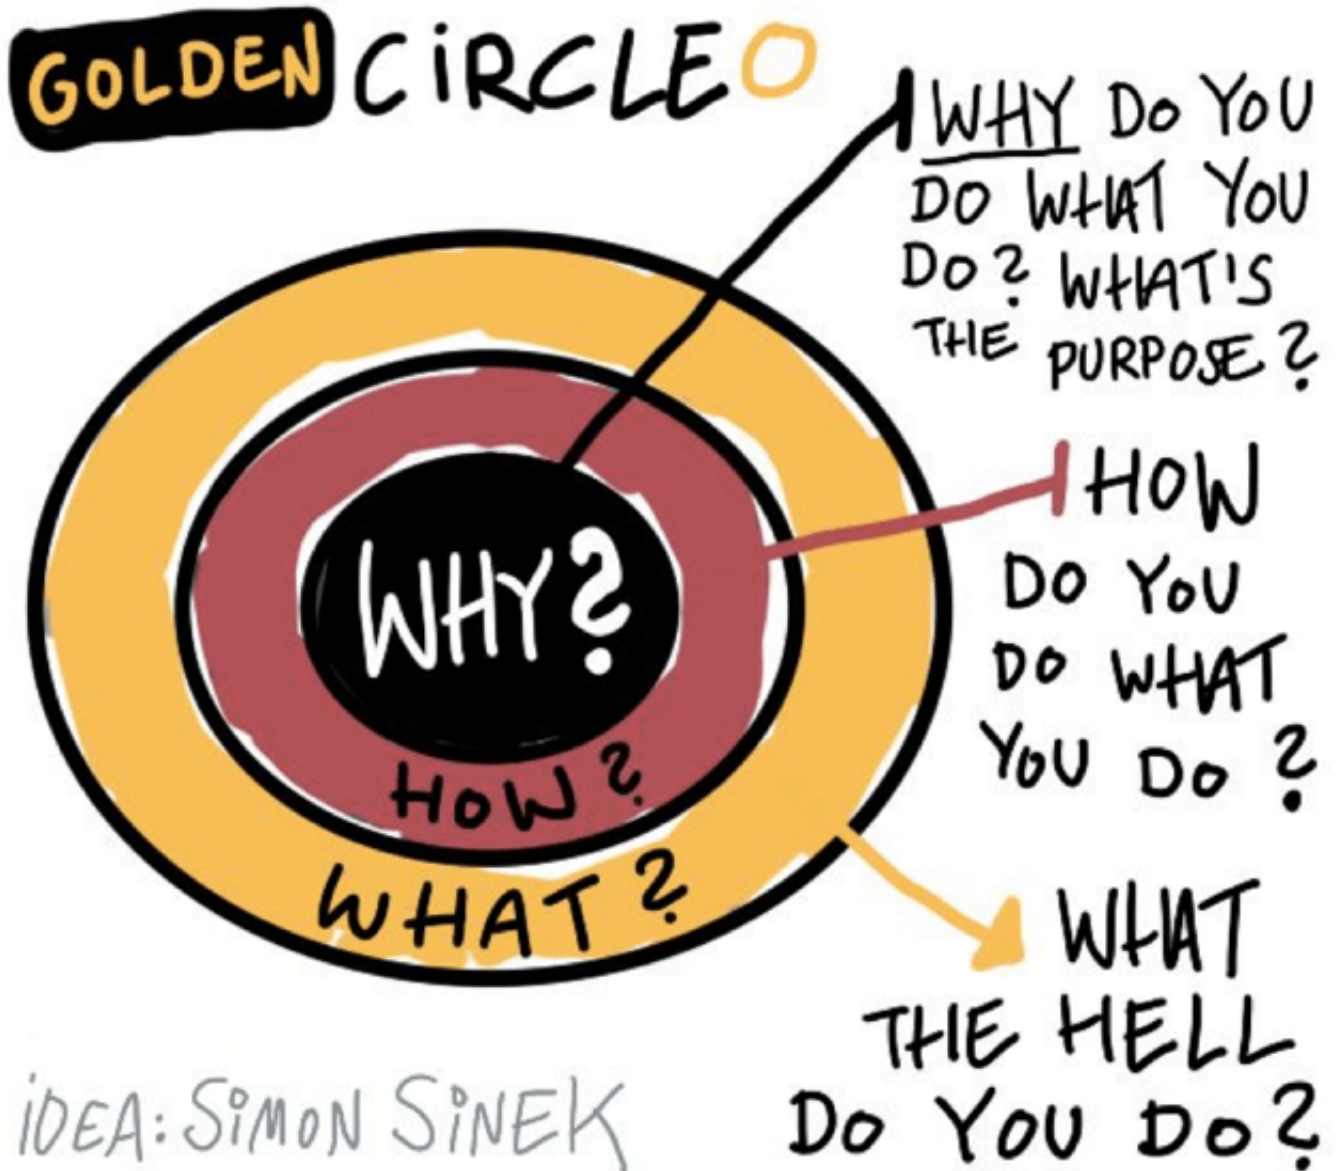 GOLDEN CiRCLE
WHY Do YoU
DO WHAT YoU
Do? WHAT'S
THE PURPOSE?
WHY?
HOW
Do YoU
Do WHAT
YoU Do?
HoW?
WHAT?
WHAT
THE HELL
Do YoU Do?
iDEA: SiMoN SiNEK